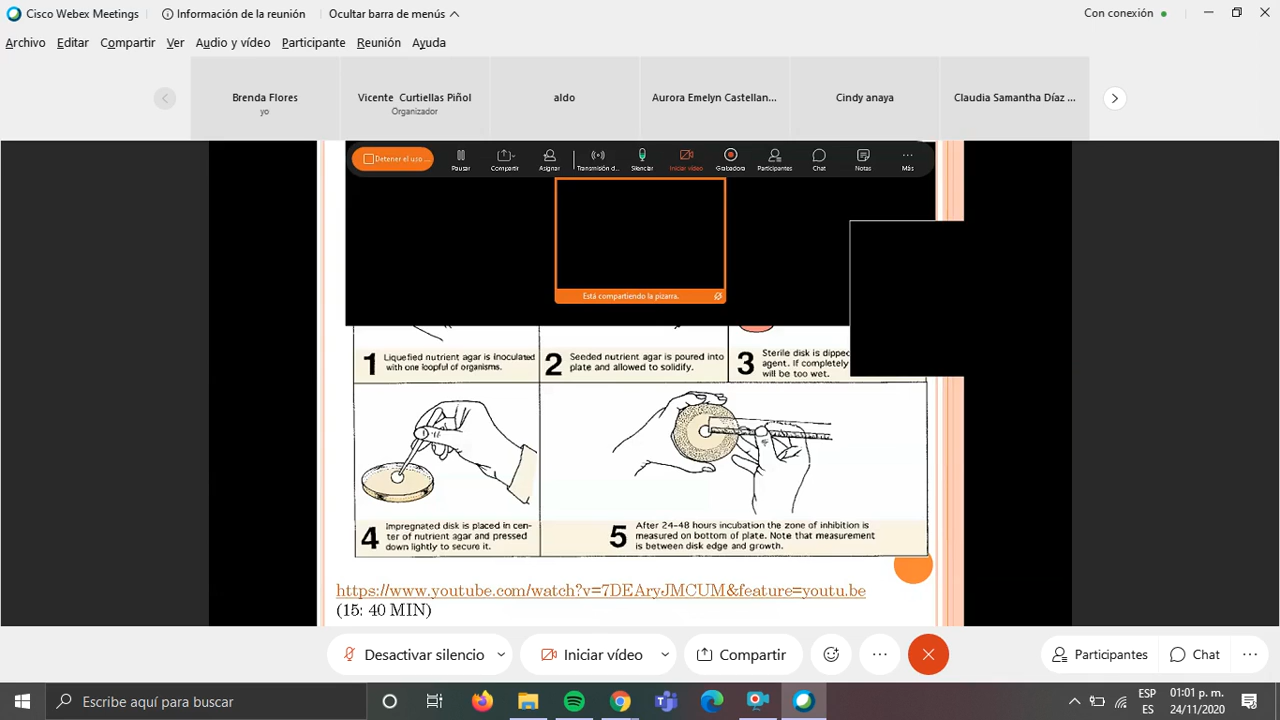 Cisco Webex Meetings
Información de la reunión
Ocultar barra de menús
Con conexión
Archivo Editar Compartir Ver Audio y vídeo Participante Reunión Ayuda
Brenda Flores
yo
Vicente Curtiellas Piñol
Organizador
aldo
Aurora Emelyn Castellan...
Cindy anaya
Claudia Samantha Díaz ...
Detener el uso ...
Pausar
Compartir
Asignar
Transmisión d...
Silenciar
Iniciar vídeo
Grabadora
Participantes
Chat
Notas
Más
Está compartiendo la pizarra.
1 Liquefied nutrient agar is inoculated
with one loopful of organisms.
2 Seeded nutrient agar is poured into
plate and allowed to solidify.
3 Sterile disk is dipped
agent. If completely
will be too wet.
4 Impregnated disk is placed in cen-
ter of nutrient agar and pressed
down lightly to secure it.
5 After 24-48 hours incubation the zone of inhibition is
measured on bottom of plate. Note that measurement
is between disk edge and growth.
https://www.youtube.com/watch?v=7DEAryJMCUM&feature=youtu.be
(15: 40 MIN)
Desactivar silencio
Iniciar vídeo
Compartir
Participantes
Chat
Escribe aquí para buscar
ESP
ES
01:01 p. m.
24/11/2020